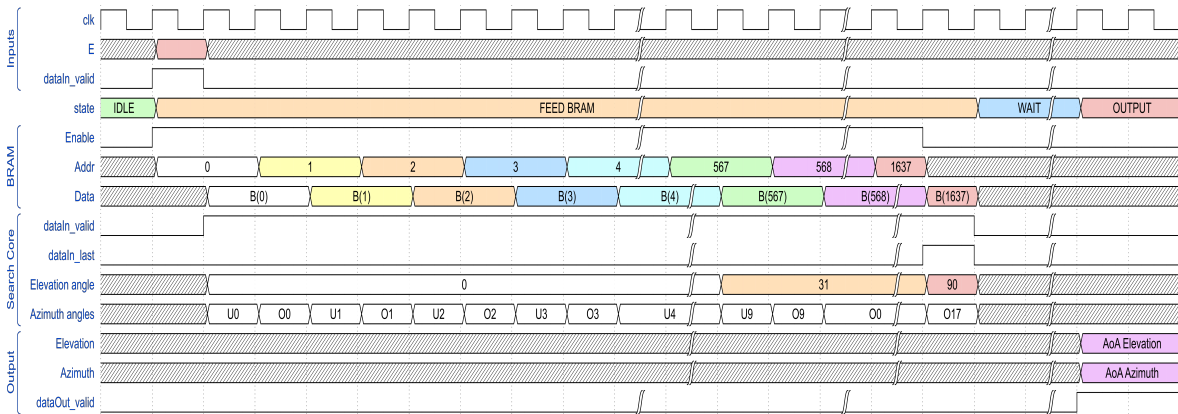 Inputs
clk
E
dataIn_valid
state IDLE FEED BRAM WAIT OUTPUT
BRAM
Enable
Addr 0 1 2 3 4 567 568 1637
Data B(0) B(1) B(2) B(3) B(4) B(567) B(568) B(1637)
Search Core
dataIn_valid
dataIn_last
Elevation angle 0 31 90
Azimuth angles U0 O0 U1 O1 U2 O2 U3 O3 U4 U9 O9 O0 O17
Output
Elevation AoA Elevation
Azimuth AoA Azimuth
dataOut_valid